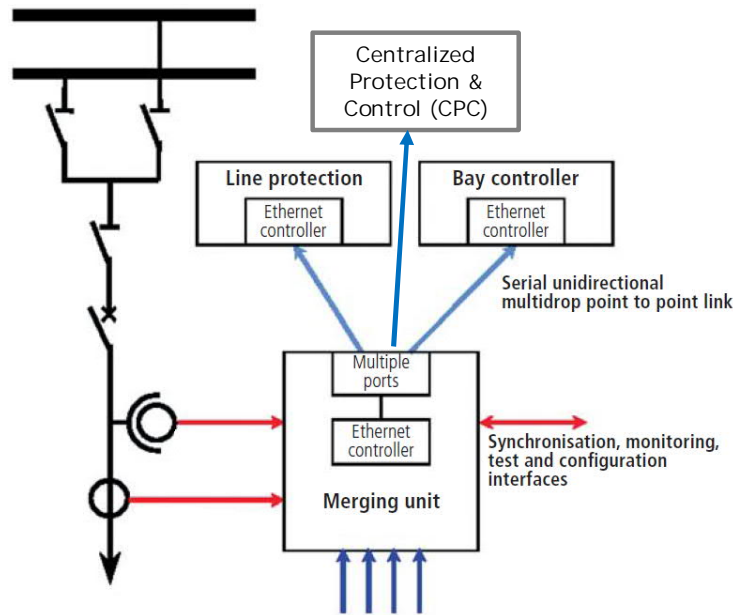 Centralized
Protection &
Control (CPC)
Line protection
Ethernet
controller
Bay controller
Ethernet
controller
Serial unidirectional
multidrop point to point link
Multiple
ports
Ethernet
controller
Merging unit
Synchronisation, monitoring,
test and configuration
interfaces